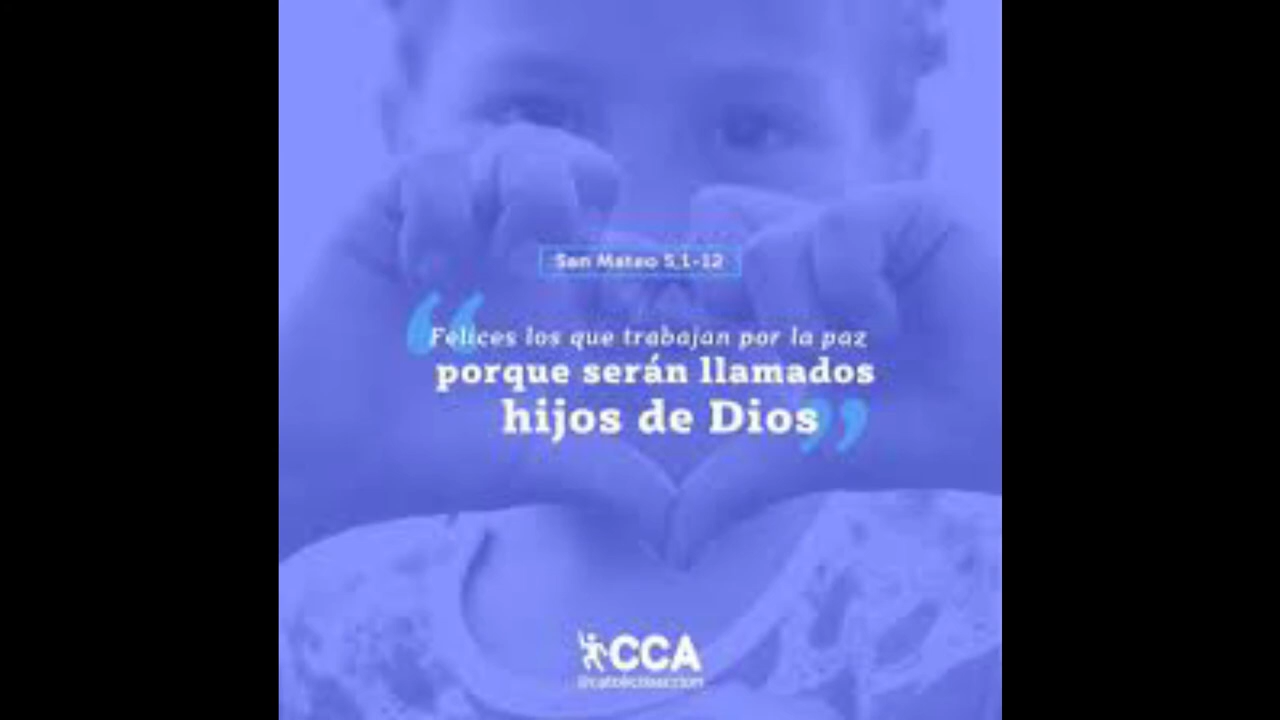 San Mateo 5,1-12
“Felices los que trabajan por la paz
porque serán llamados
hijos de Dios”
CCA